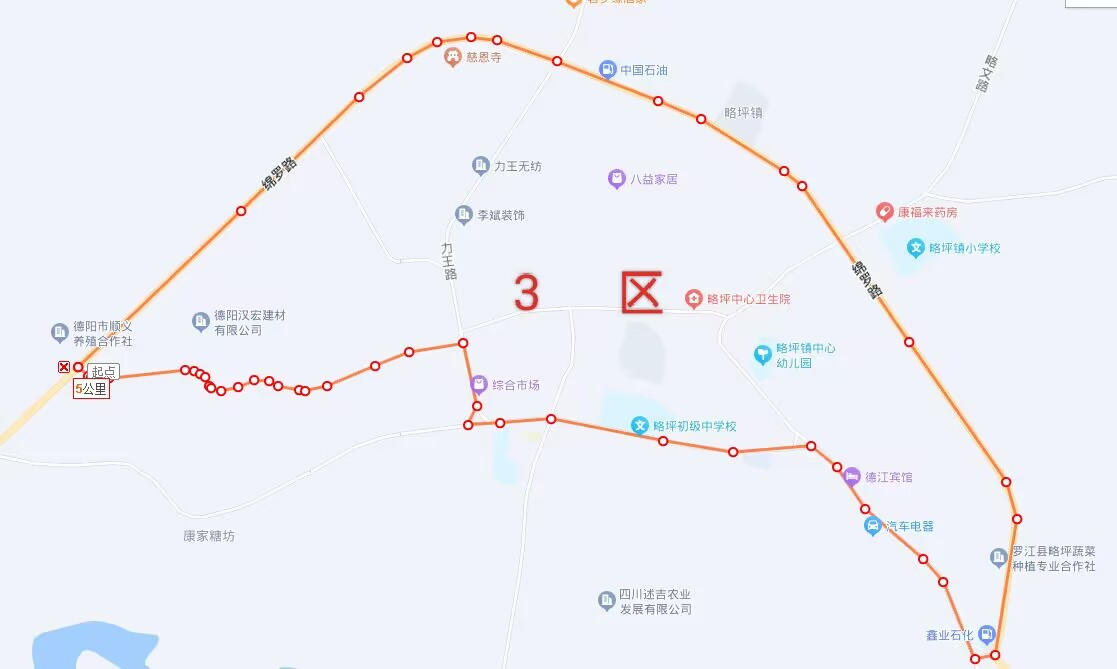 慈恩寺
中国石油
略文路
略坪镇
绵罗路
力王无纺
八益家居
李斌装饰
康福来药房
略坪镇小学校
力王路
绵罗路
3 区
略坪中心卫生院
德阳市顺义
养殖合作社
德阳汉宏建材
有限公司
略坪镇中心
幼儿园
起点
5公里
综合市场
略坪初级中学校
德江宾馆
汽车电器
康家糖坊
罗江县略坪蔬菜
种植专业合作社
四川述吉农业
发展有限公司
鑫业石化